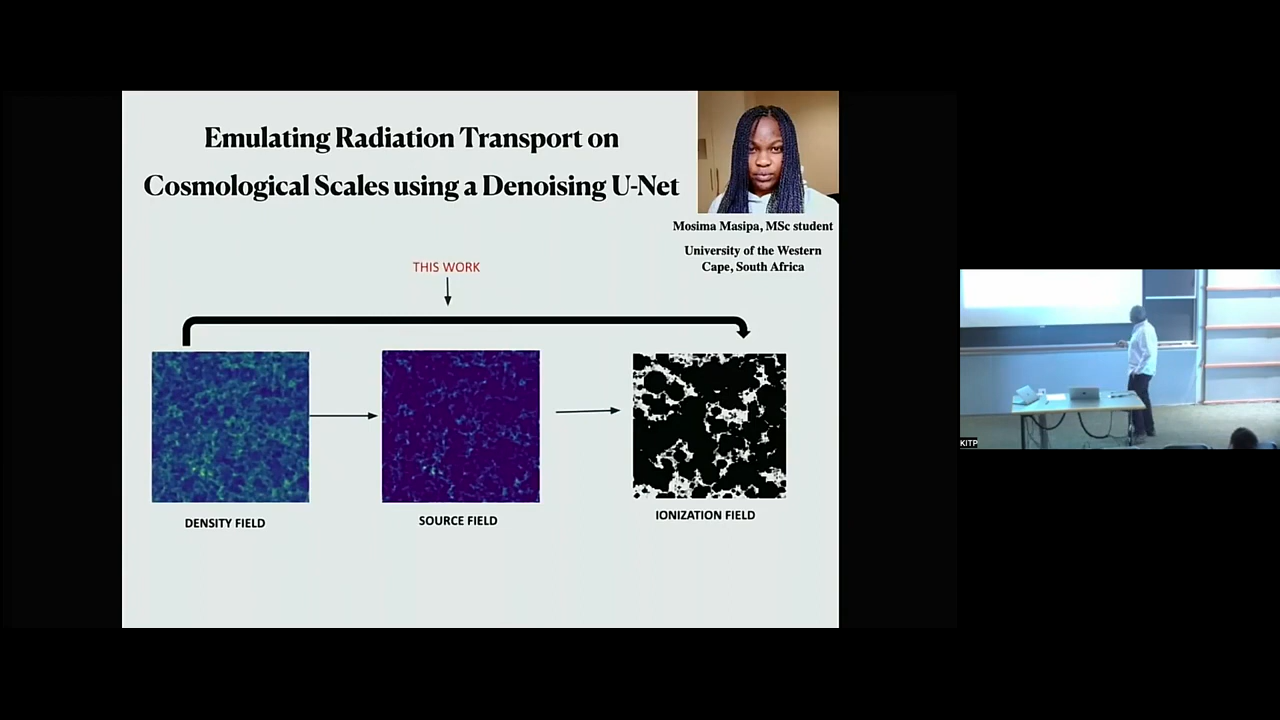 Emulating Radiation Transport on
Cosmological Scales using a Denoising U-Net
Mosima Masipa, MSc student
University of the Western
Cape, South Africa
THIS WORK
DENSITY FIELD
SOURCE FIELD
IONIZATION FIELD
KITP